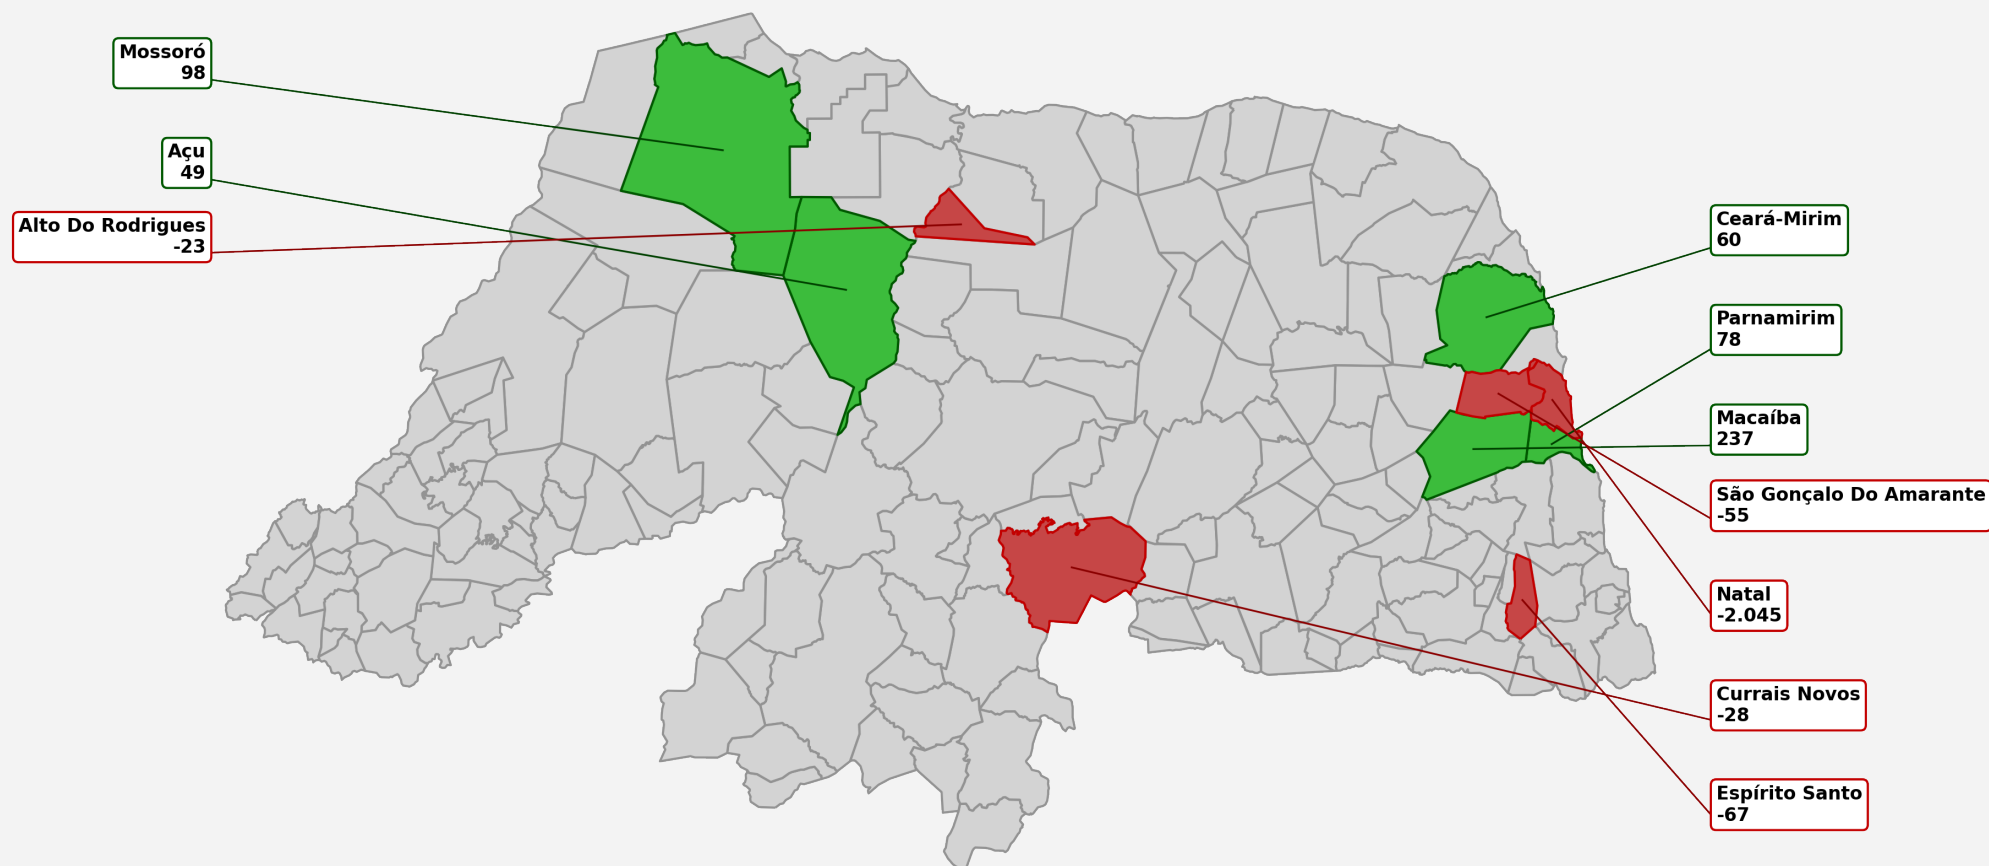 Mossoró
98
Açu
49
Alto Do Rodrigues
-23
Ceará-Mirim
60
Parnamirim
78
Macaíba
237
São Gonçalo Do Amarante
-55
Natal
-2.045
Currais Novos
-28
Espírito Santo
-67